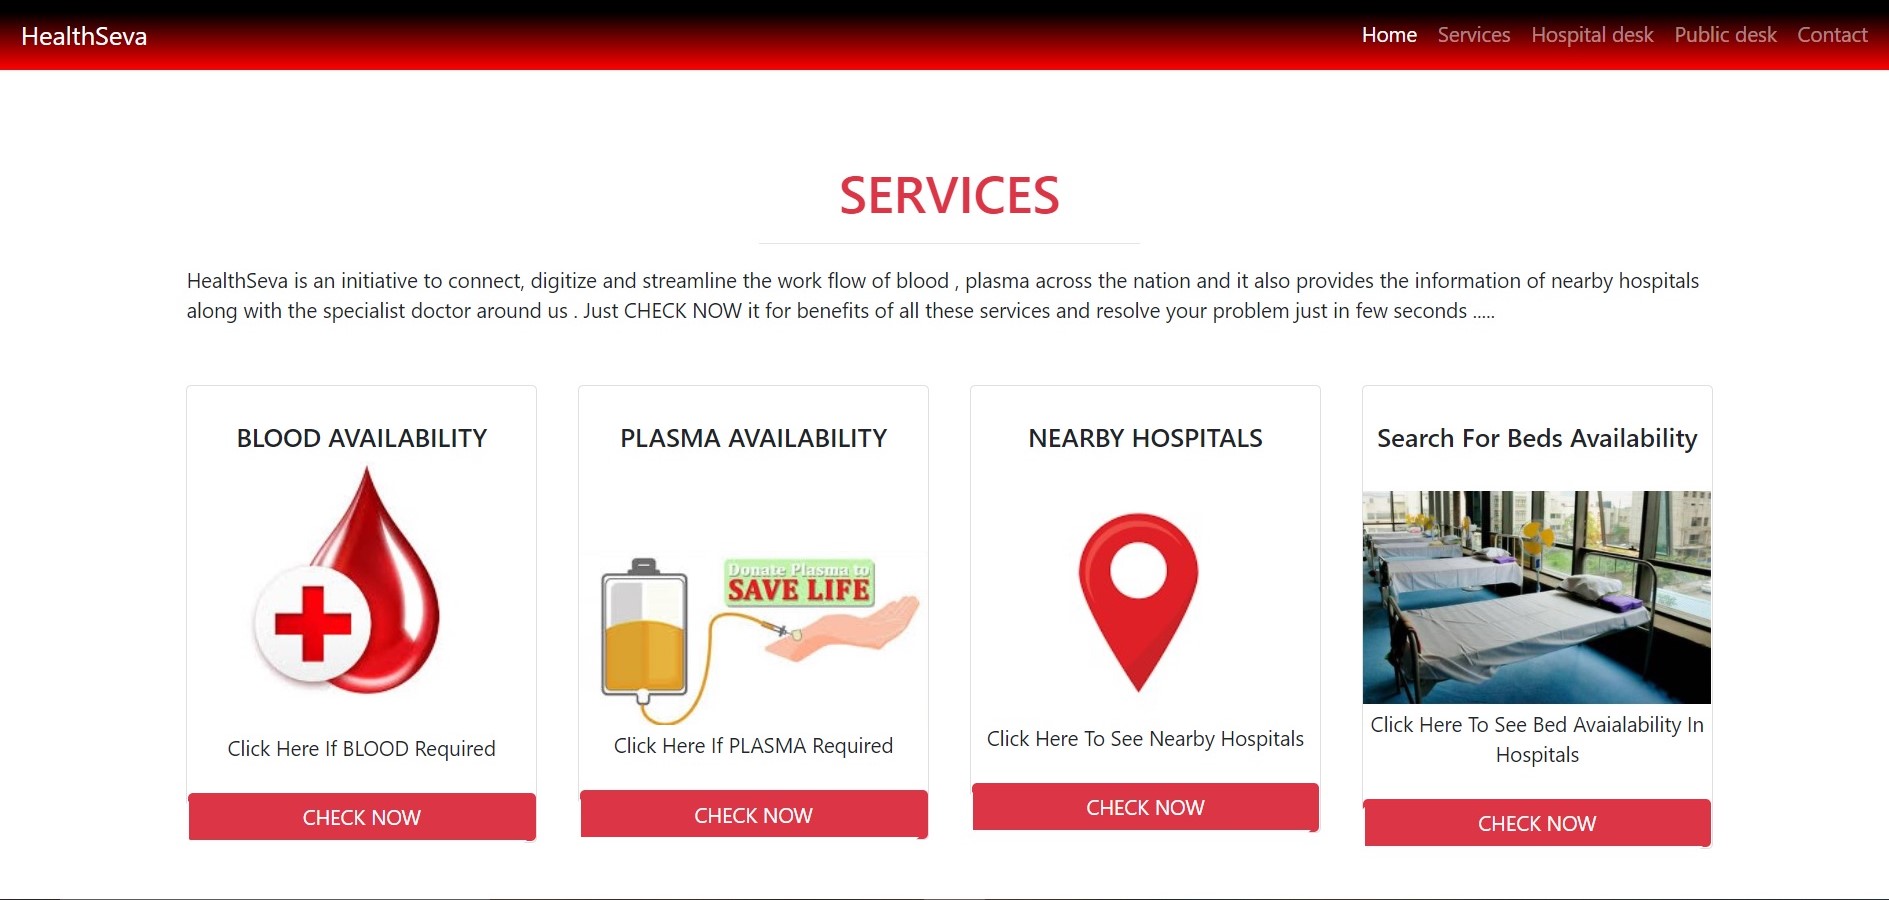 HealthSeva
Home Services Hospital desk Public desk Contact
SERVICES
HealthSeva is an initiative to connect, digitize and streamline the work flow of blood , plasma across the nation and it also provides the information of nearby hospitals
along with the specialist doctor around us . Just CHECK NOW it for benefits of all these services and resolve your problem just in few seconds .....
BLOOD AVAILABILITY
Click Here If BLOOD Required
CHECK NOW
PLASMA AVAILABILITY
Donate Plasma to
SAVE LIFE
Click Here If PLASMA Required
CHECK NOW
NEARBY HOSPITALS
Click Here To See Nearby Hospitals
CHECK NOW
Search For Beds Availability
Click Here To See Bed Avaialability In
Hospitals
CHECK NOW